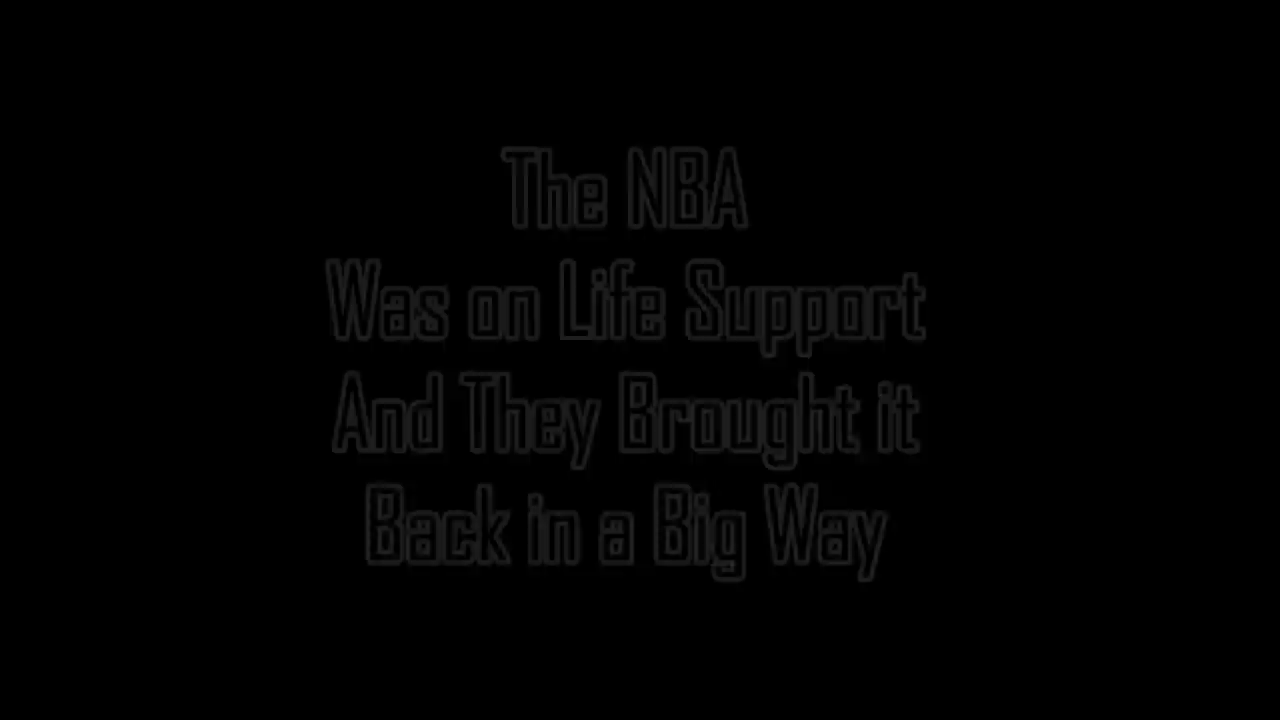 The NBA
Was on Life Support
And They Brought it
Back in a Big Way